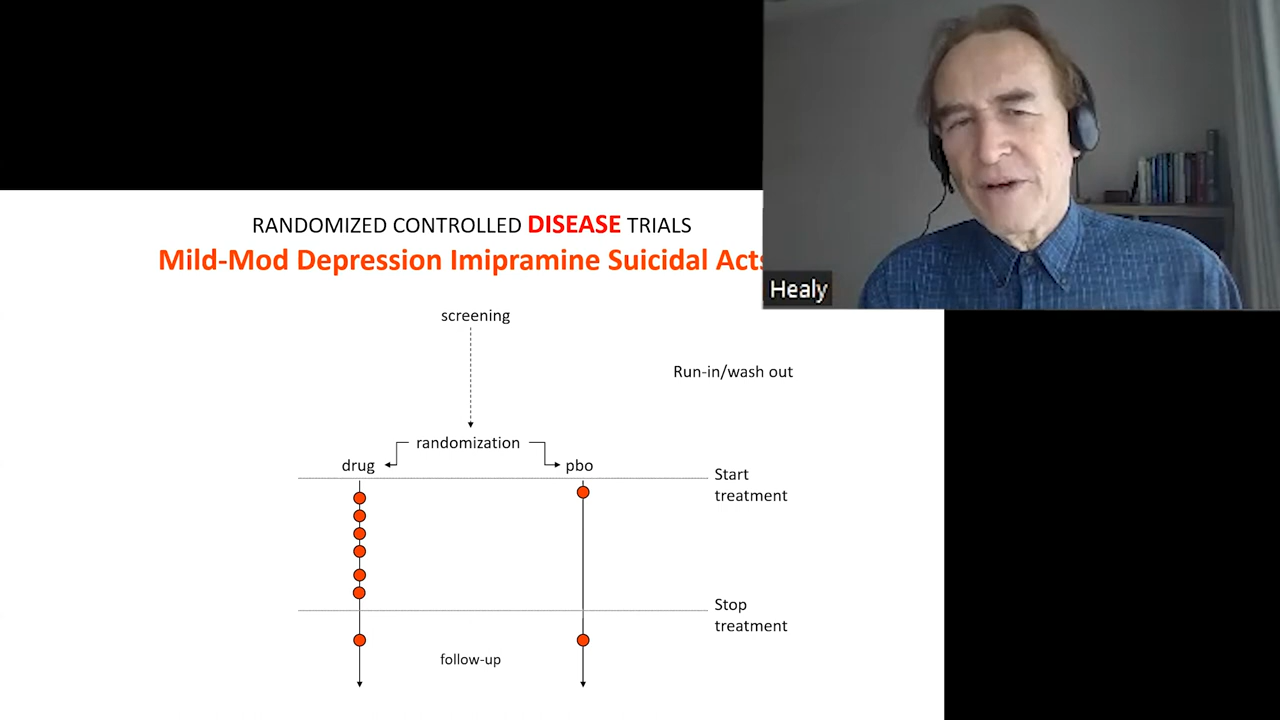 RANDOMIZED CONTROLLED DISEASE TRIALS
Mild-Mod Depression Imipramine Suicidal Acts
Healy
screening
Run-in/wash out
randomization
drug
pbo
Start
treatment
Stop
treatment
follow-up